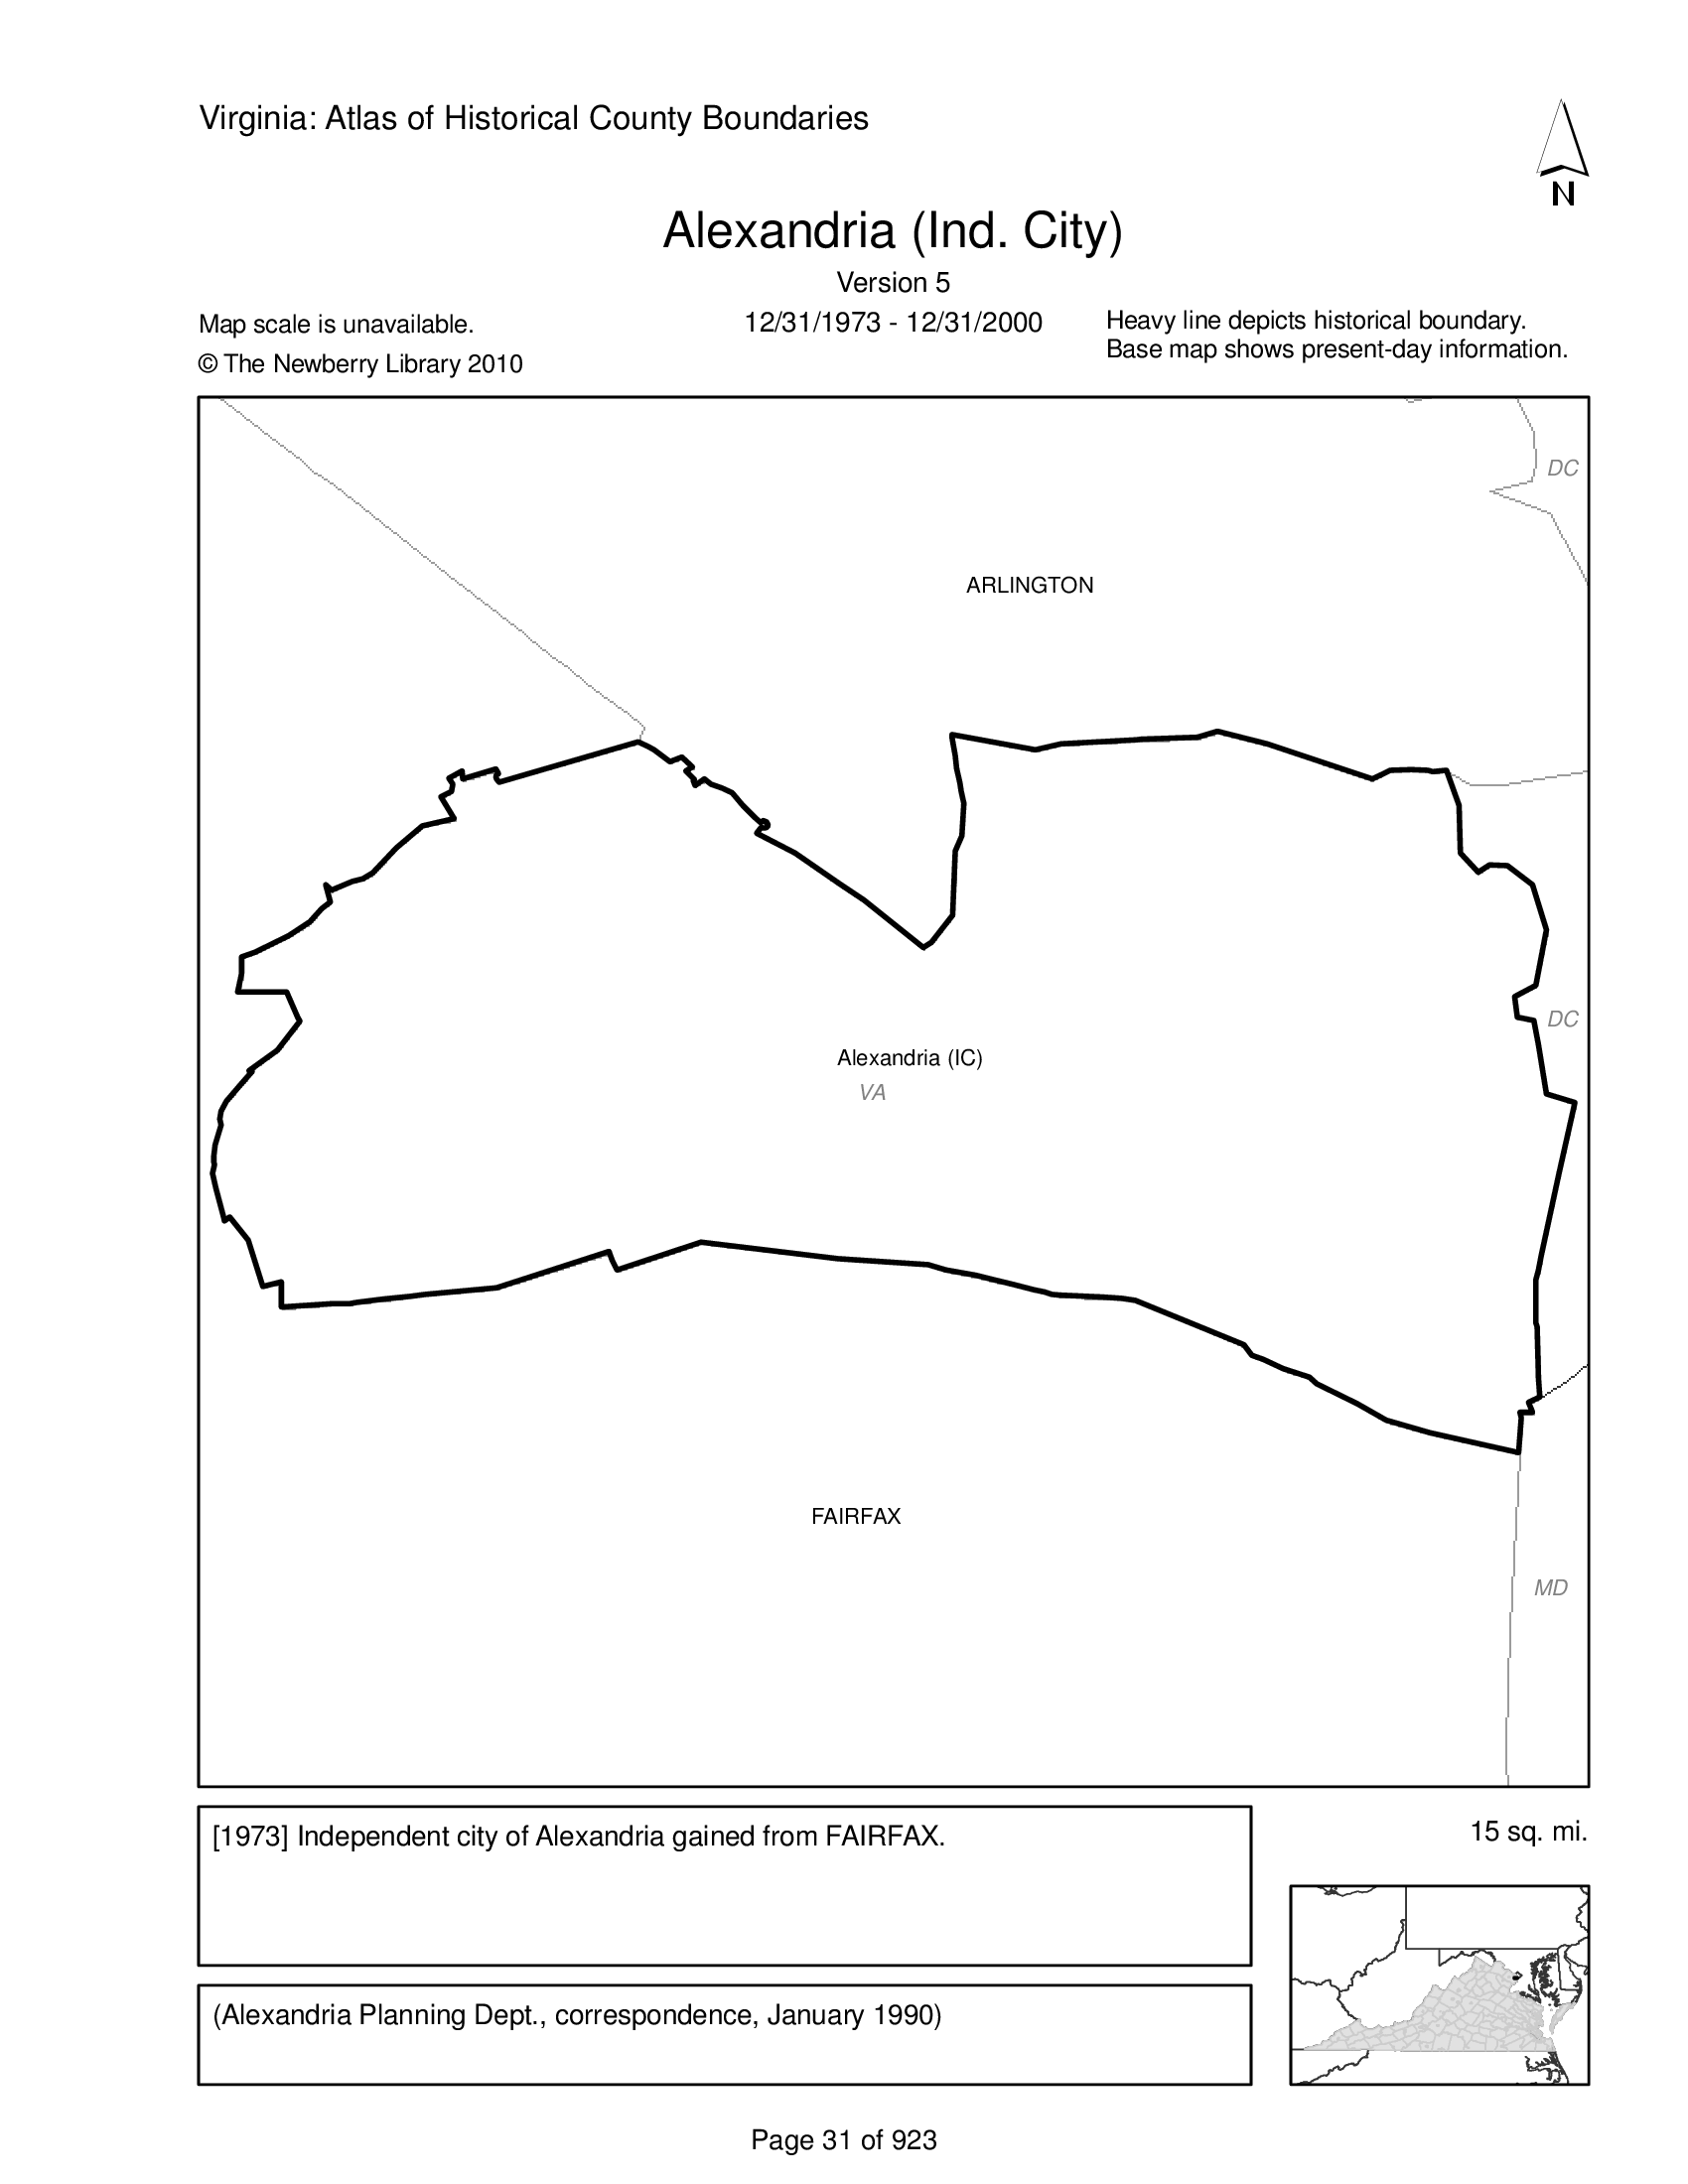 Virginia: Atlas of Historical County Boundaries
N
Alexandria (Ind. City)
Version 5
Map scale is unavailable.
12/31/1973 - 12/31/2000
Heavy line depicts historical boundary.
Base map shows present-day information.
© The Newberry Library 2010
DC
ARLINGTON
DC
Alexandria (IC)
VA
FAIRFAX
MD
[1973] Independent city of Alexandria gained from FAIRFAX.
15 sq. mi.
(Alexandria Planning Dept., correspondence, January 1990)
Page 31 of 923